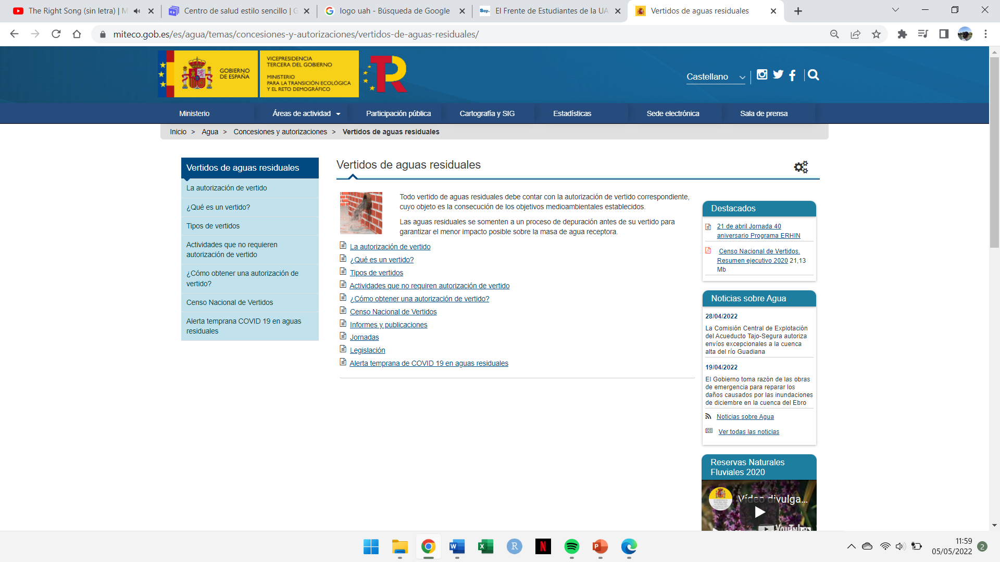 The Right Song (sin letra) | M
Centro de salud estilo sencillo | G
logo uah - Búsqueda de Google
El Frente de Estudiantes de la UA
Vertidos de aguas residuales
miteco.gob.es/es/agua/temas/concesiones-y-autorizaciones/vertidos-de-aguas-residuales/
GOBIERNO
DE ESPAÑA
VICEPRESIDENCIA
TERCERA DEL GOBIERNO
MINISTERIO
PARA LA TRANSICIÓN ECOLÓGICA
Y EL RETO DEMOGRÁFICO
R
Castellano
Ministerio
Áreas de actividad
Participación pública
Cartografía y SIG
Estadísticas
Sede electrónica
Sala de prensa
Inicio > Agua > Concesiones y autorizaciones > Vertidos de aguas residuales
Vertidos de aguas residuales
La autorización de vertido
¿Qué es un vertido?
Tipos de vertidos
Actividades que no requieren
autorización de vertido
¿Cómo obtener una autorización de
vertido?
Censo Nacional de Vertidos
Alerta temprana COVID 19 en aguas
residuales
Vertidos de aguas residuales
Todo vertido de aguas residuales debe contar con la autorización de vertido correspondiente,
cuyo objeto es la consecución de los objetivos medioambientales establecidos.
Las aguas residuales se somenten a un proceso de depuración antes de su vertido para
garantizar el menor impacto posible sobre la masa de agua receptora.
La autorización de vertido
¿Qué es un vertido?
Tipos de vertidos
Actividades que no requiren autorización de vertido
¿Cómo obtener una autorización de vertido?
Censo Nacional de Vertidos
Informes y publicaciones
Jornadas
Legislación
Alerta temprana de COVID 19 en aguas residuales
Destacados
21 de abril Jornada 40
aniversario Programa ERHIN
Censo Nacional de Vertidos.
Resumen ejecutivo 2020 21,13
Mb
Noticias sobre Agua
28/04/2022
La Comisión Central de Explotación
del Acueducto Tajo-Segura autoriza
envíos excepcionales a la cuenca
alta del río Guadiana
19/04/2022
El Gobierno toma razón de las obras
de emergencia para reparar los
daños causados por las inundaciones
de diciembre en la cuenca del Ebro
Noticias sobre Agua
Ver todas las noticias
Reservas Naturales
Fluviales 2020
Vídeo divulga...
YouTube
11:59
05/05/2022
2